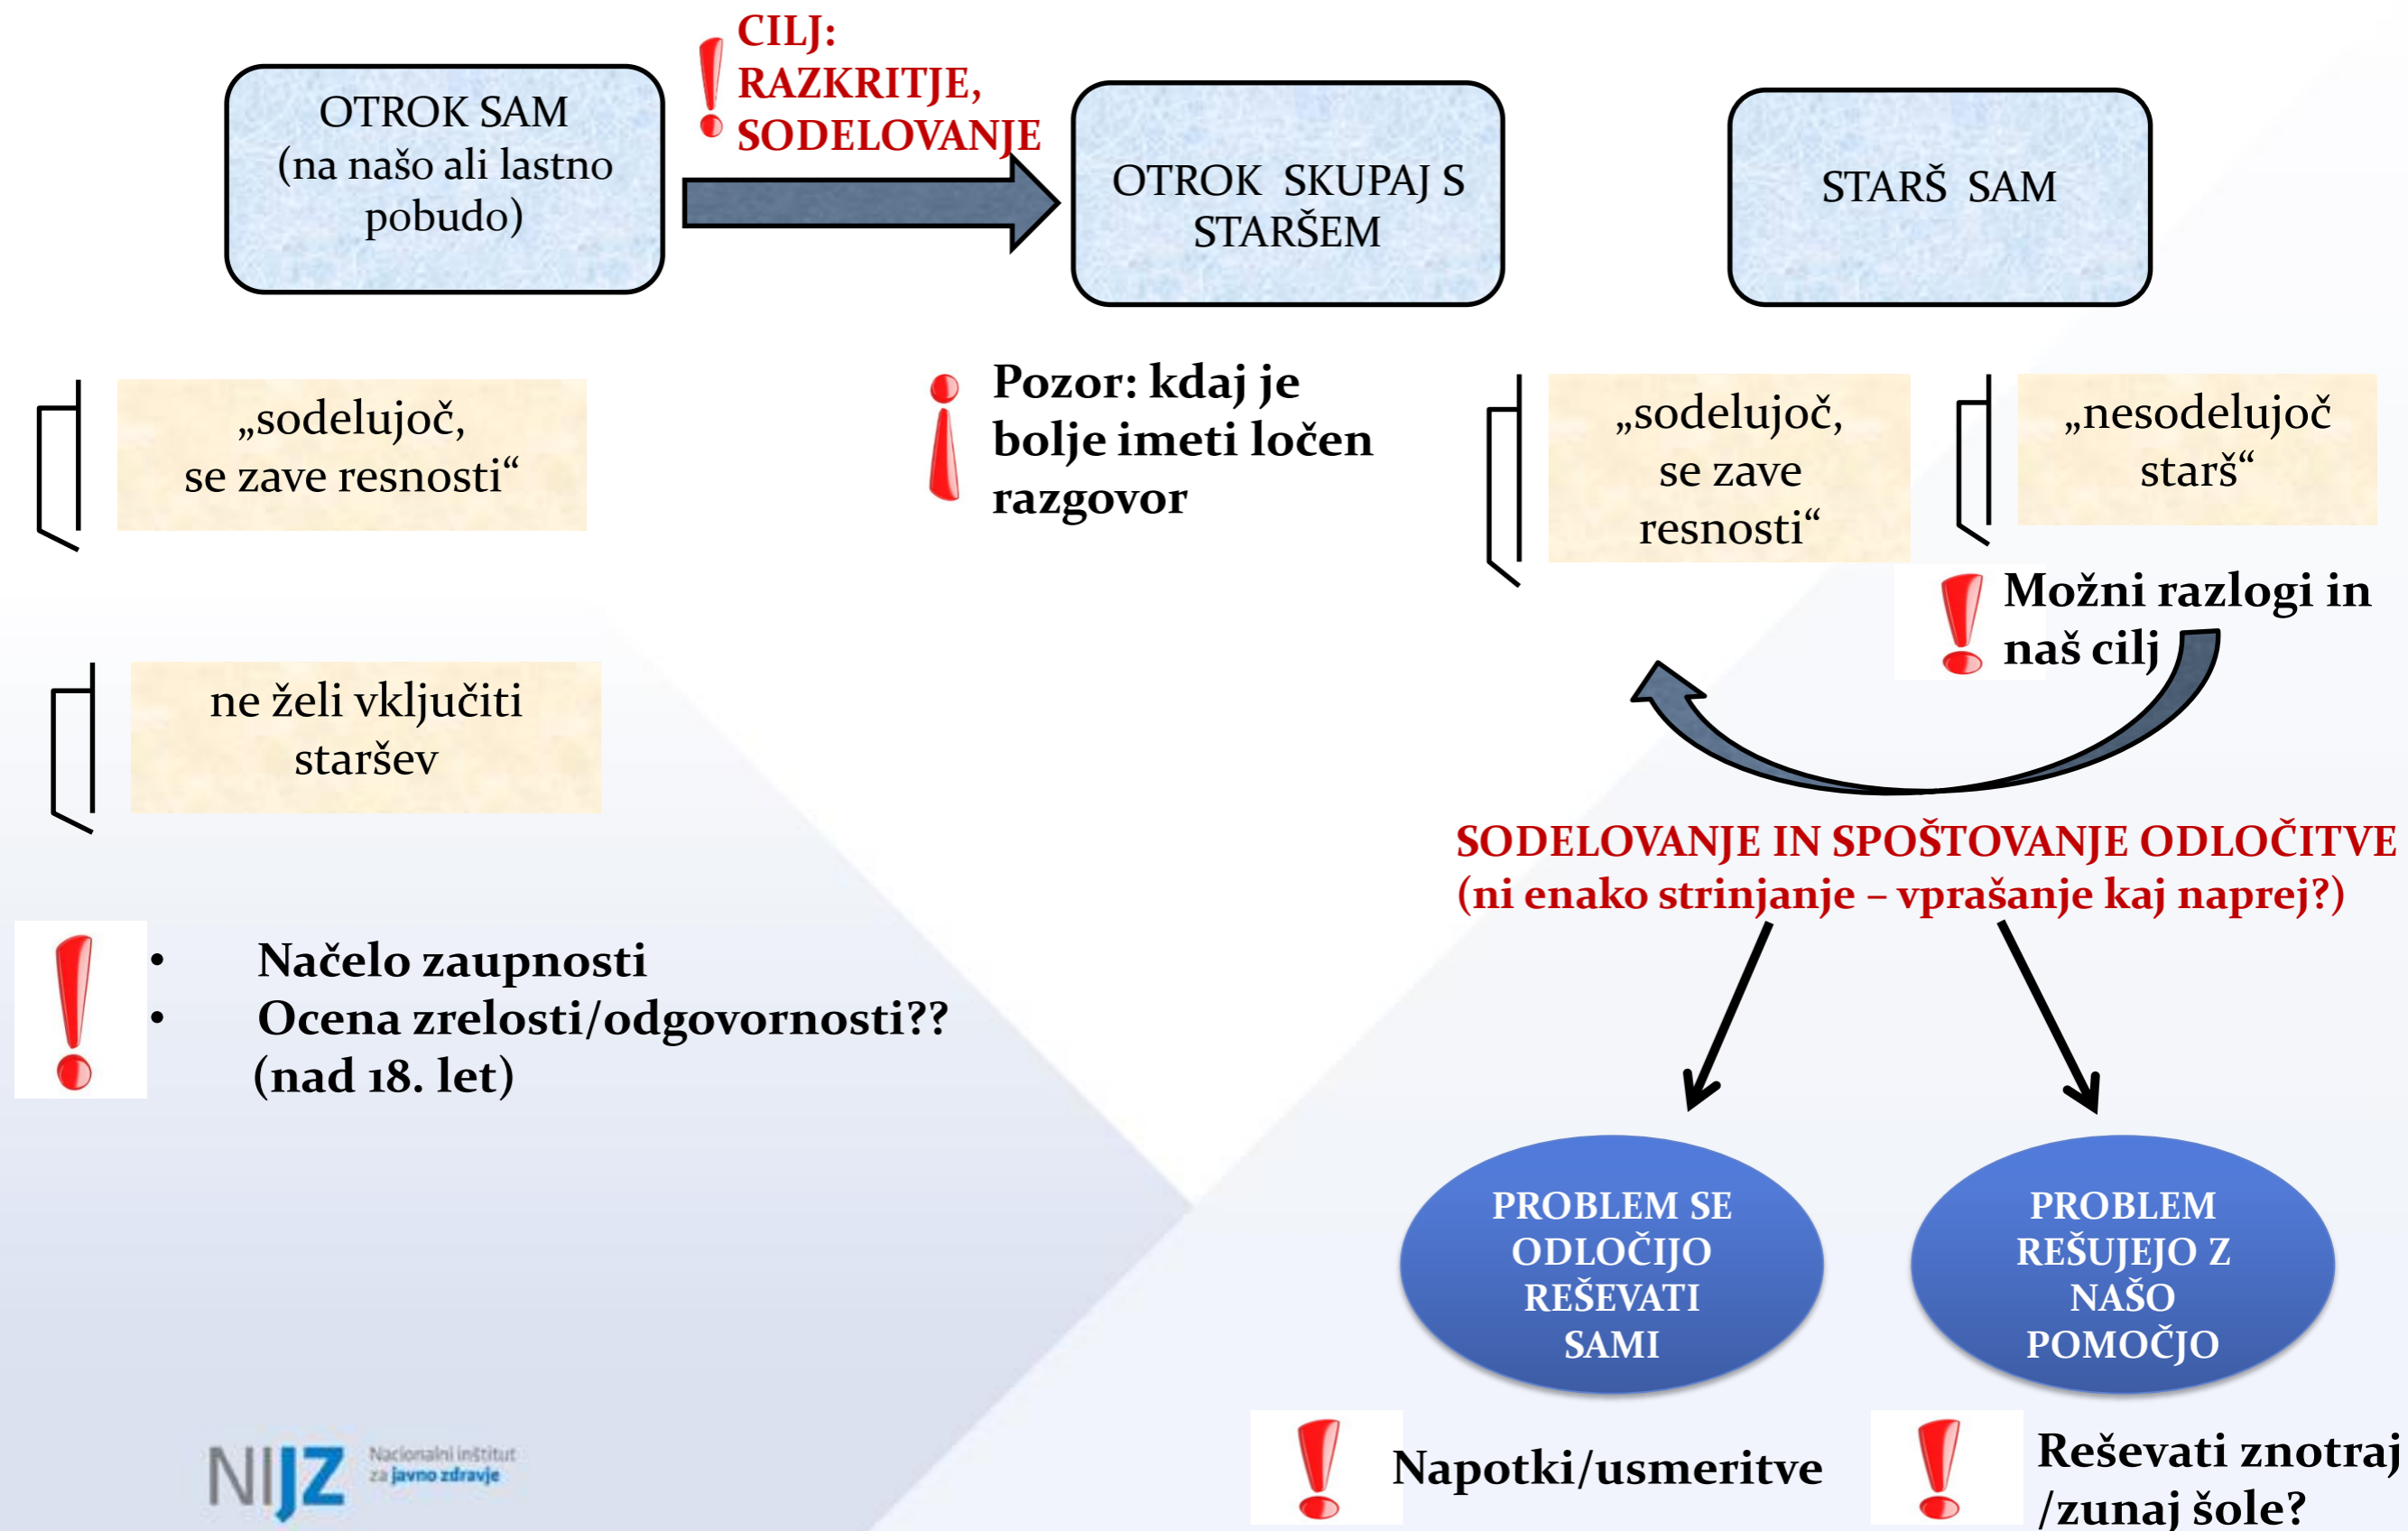 OTROK SAM
(na našo ali lastno
pobudo)
CILJ:
RAZKRITJE,
SODELOVANJE
OTROK SKUPAJ S
STARŠEM
STARŠ SAM
„sodelujoč,
se zave resnosti“
ne želi vključiti
staršev
• Načelo zaupnosti
• Ocena zrelosti/odgovornosti??
(nad 18. let)
Pozor: kdaj je
bolje imeti ločen
razgovor
„sodelujoč,
se zave
resnosti“
„nesodelujoč
starš“
Možni razlogi in
naš cilj
SODELOVANJE IN SPOŠTOVANJE ODLOČITVE
(ni enako strinjanje – vprašanje kaj naprej?)
PROBLEM SE
ODLOČIJO
REŠEVATI
SAMI
PROBLEM
REŠUJEJO Z
NAŠO
POMOČJO
Napotki/usmeritve
Reševati znotraj
/zunaj šole?
NIJZ
Nacionalni inštitut
za javno zdravje